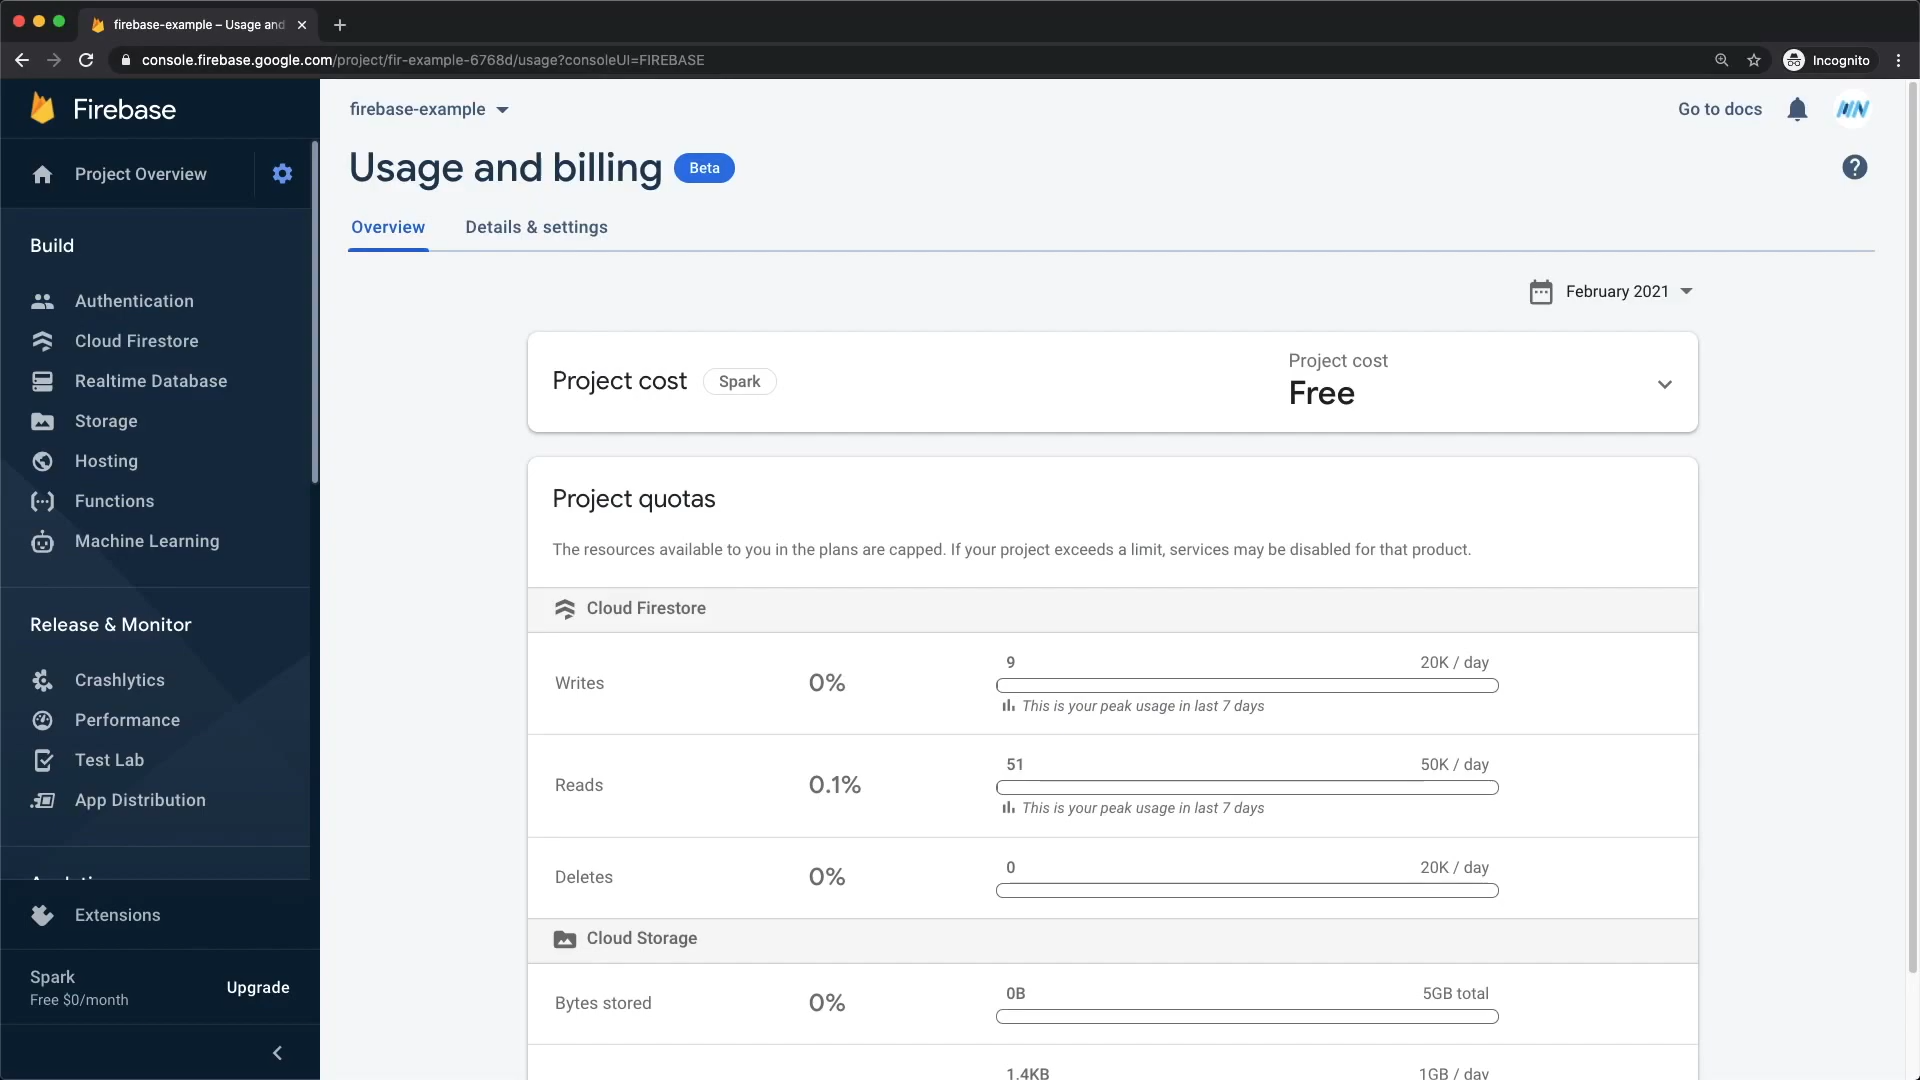 firebase-example – Usage and
console.firebase.google.com/project/fir-example-6768d/usage?consoleUI=FIREBASE
Incognito
Firebase
Project Overview
Build
Authentication
Cloud Firestore
Realtime Database
Storage
Hosting
Functions
Machine Learning
Release & Monitor
Crashlytics
Performance
Test Lab
App Distribution
Extensions
Spark
Free $0/month
Upgrade
firebase-example
Go to docs
Usage and billing Beta
Overview Details & settings
February 2021
Project cost Spark
Project cost
Free
Project quotas
The resources available to you in the plans are capped. If your project exceeds a limit, services may be disabled for that product.
Cloud Firestore
Writes 0% 9 20K / day
This is your peak usage in last 7 days
Reads 0.1% 51 50K / day
This is your peak usage in last 7 days
Deletes 0% 0 20K / day
Cloud Storage
Bytes stored 0% 0B 5GB total
1.4KB 1GB / day